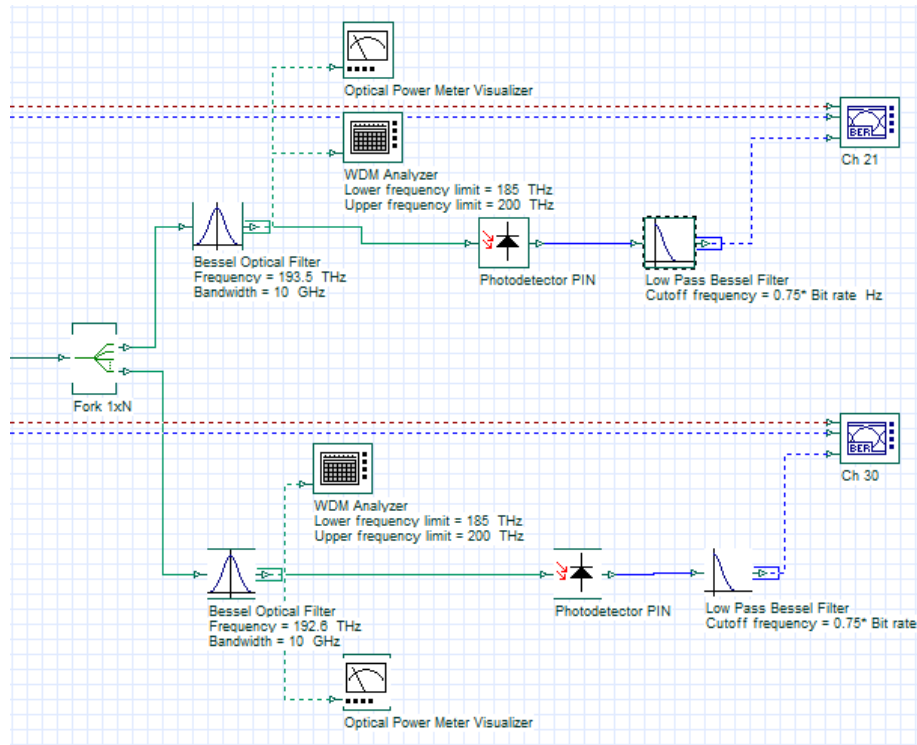 Optical Power Meter Visualizer
BER
Ch 21
WDM Analyzer
Lower frequency limit = 185 THz
Upper frequency limit = 200 THz
Bessel Optical Filter
Frequency = 193.5 THz
Bandwidth = 10 GHz
Photodetector PIN
Low Pass Bessel Filter
Cutoff frequency = 0.75* Bit rate Hz
Fork 1xN
BER
Ch 30
WDM Analyzer
Lower frequency limit = 185 THz
Upper frequency limit = 200 THz
Bessel Optical Filter
Frequency = 192.6 THz
Bandwidth = 10 GHz
Photodetector PIN
Low Pass Bessel Filter
Cutoff frequency = 0.75* Bit rate
Optical Power Meter Visualizer